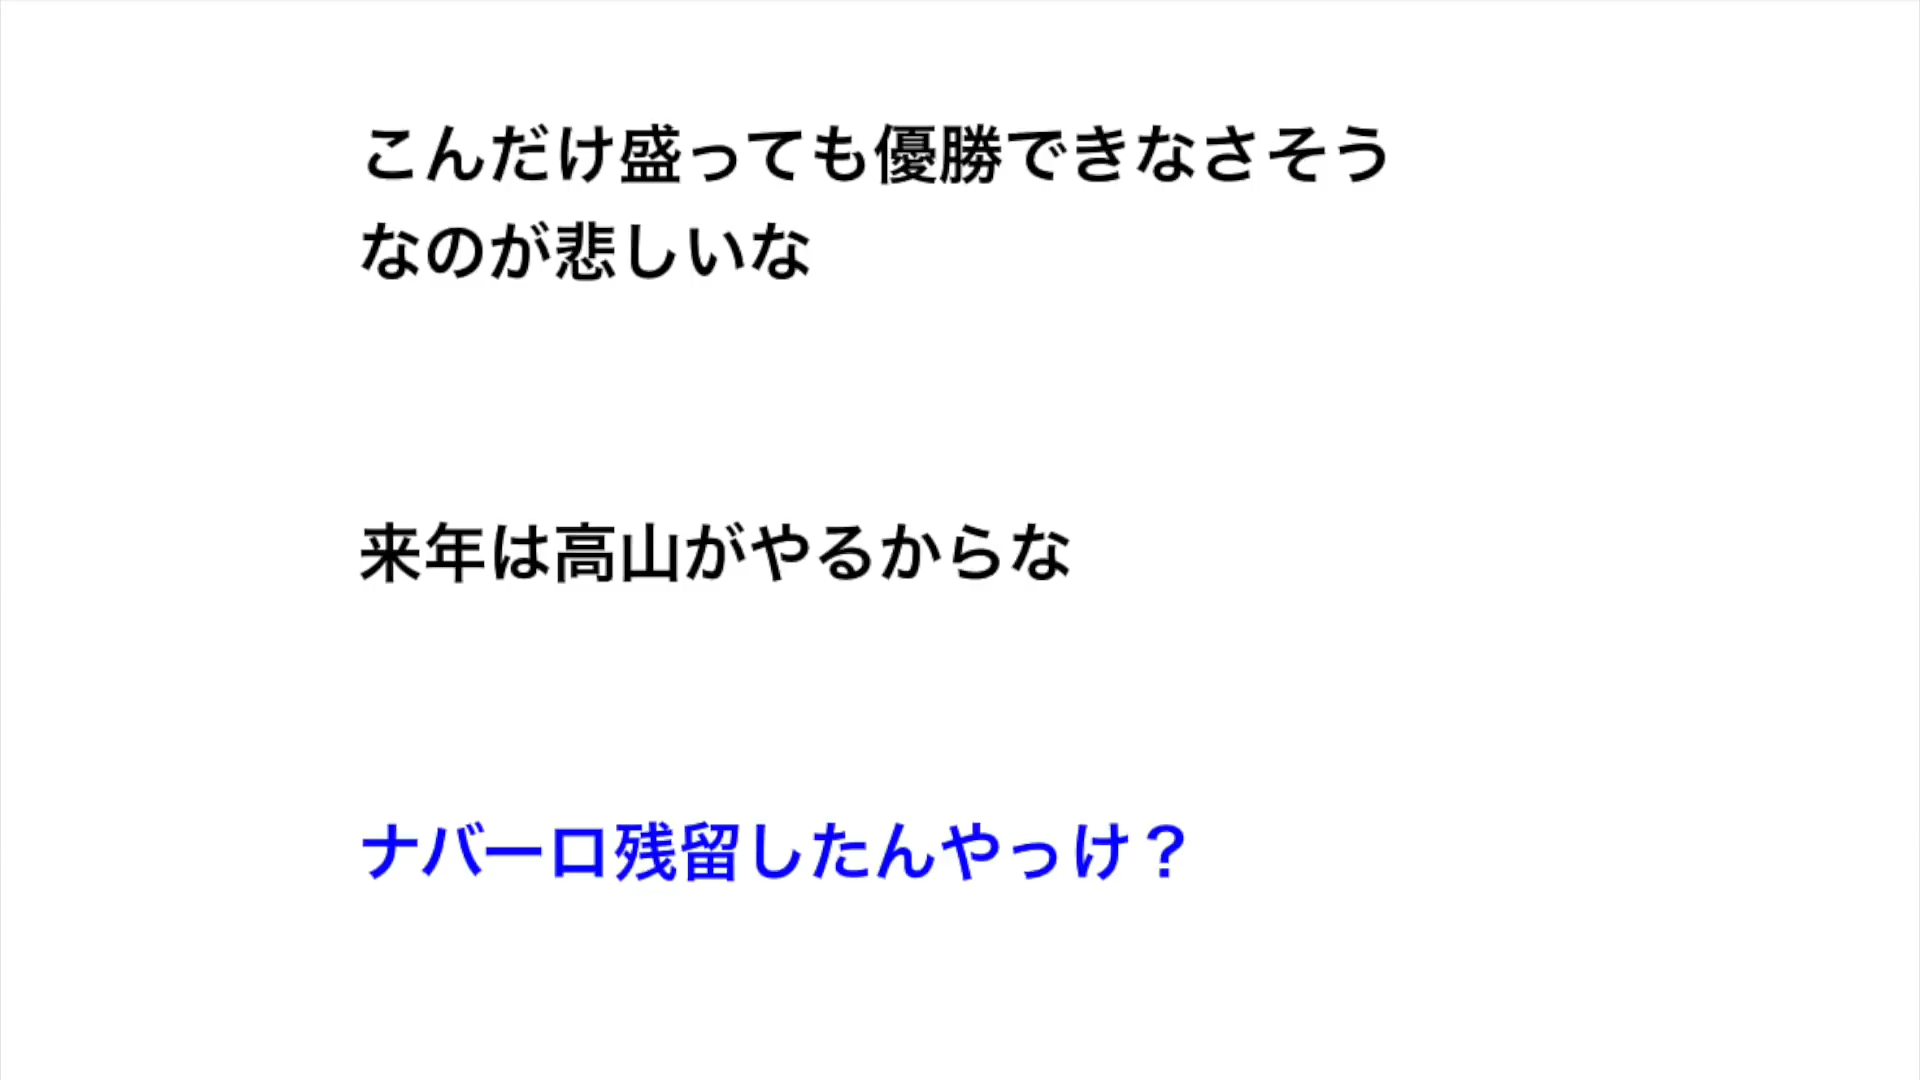 こんだけ盛っても優勝できなさそう
なのが悲しいな
来年は高山がやるからな
ナバーロ残留したんやっけ？